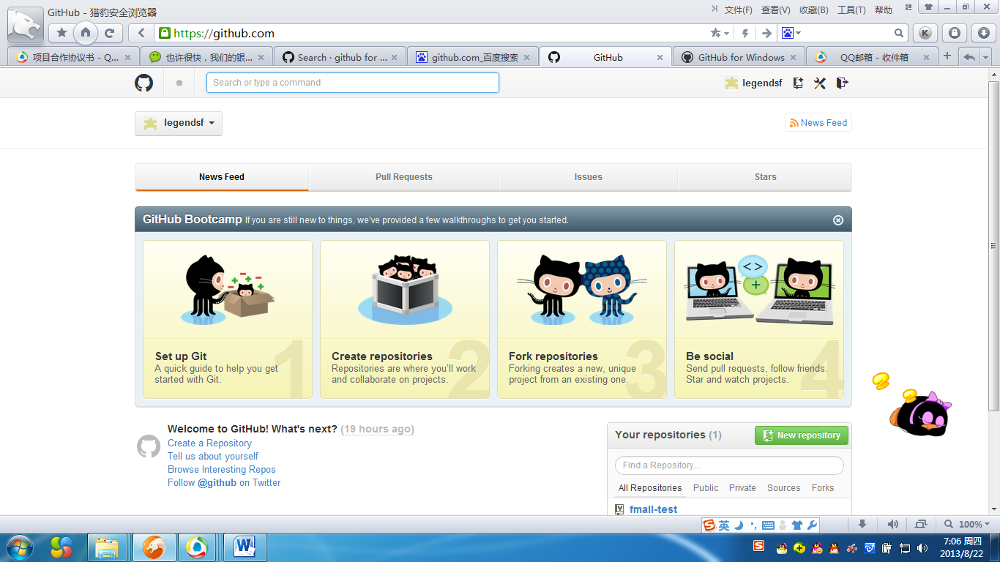 GitHub - 猎豹安全浏览器
文件(F) 查看(V) 收藏(B) 工具(T) 帮助
https://github.com
项目合作协议书 - Q...
也许很快，我们的银...
Search · github for ...
github.com_百度搜索
GitHub
GitHub for Windows
QQ邮箱 - 收件箱
Search or type a command
legendsf
legendsf
News Feed
News Feed
Pull Requests
Issues
Stars
GitHub Bootcamp If you are still new to things, we've provided a few walkthroughs to get you started.
1
Set up Git
A quick guide to help you get
started with Git.
2
Create repositories
Repositories are where you'll work
and collaborate on projects.
3
Fork repositories
Forking creates a new, unique
project from an existing one.
4
Be social
Send pull requests, follow friends.
Star and watch projects.
Welcome to GitHub! What's next? (19 hours ago)
Create a Repository
Tell us about yourself
Browse Interesting Repos
Follow @github on Twitter
Your repositories (1)
New repository
Find a Repository...
All Repositories Public Private Sources Forks
fmall-test
英
100%
7:06 周四
2013/8/22